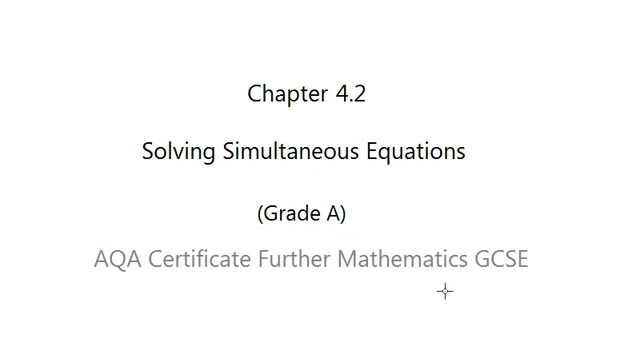 Chapter 4.2
Solving Simultaneous Equations
(Grade A)
AQA Certificate Further Mathematics GCSE